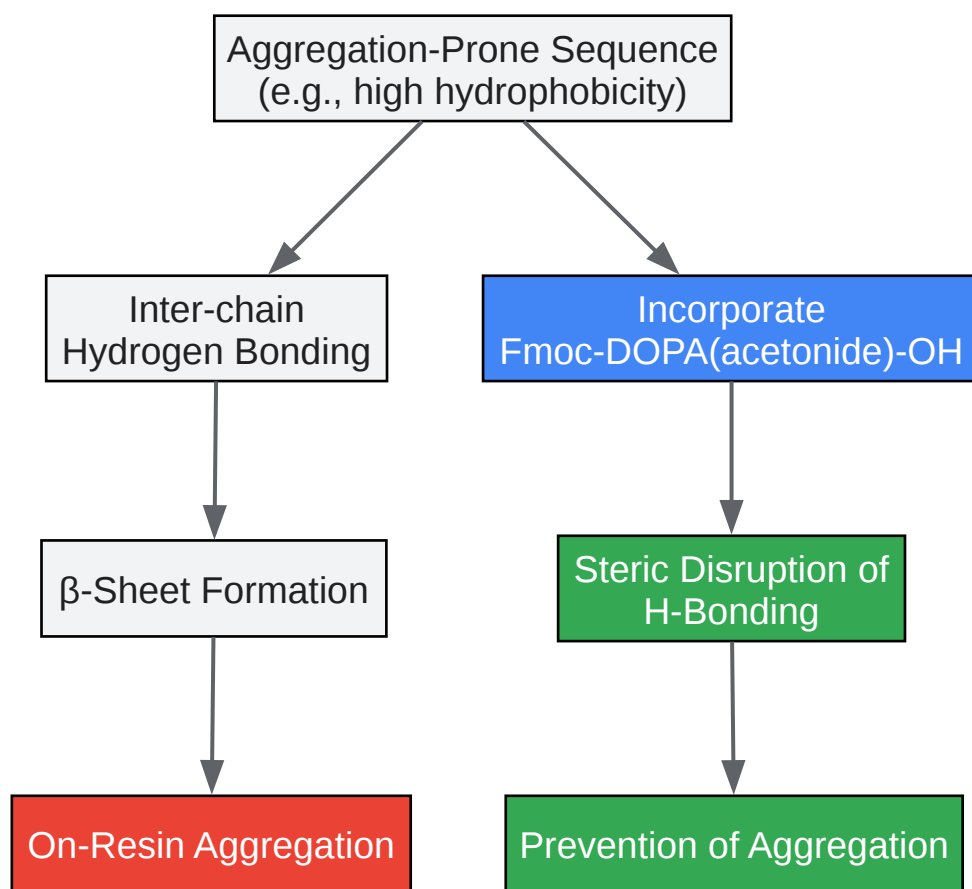 Aggregation-Prone Sequence
(e.g., high hydrophobicity)
Inter-chain
Hydrogen Bonding
Incorporate
Fmoc-DOPA(acetonide)-OH
β-Sheet Formation
Steric Disruption of
H-Bonding
On-Resin Aggregation
Prevention of Aggregation